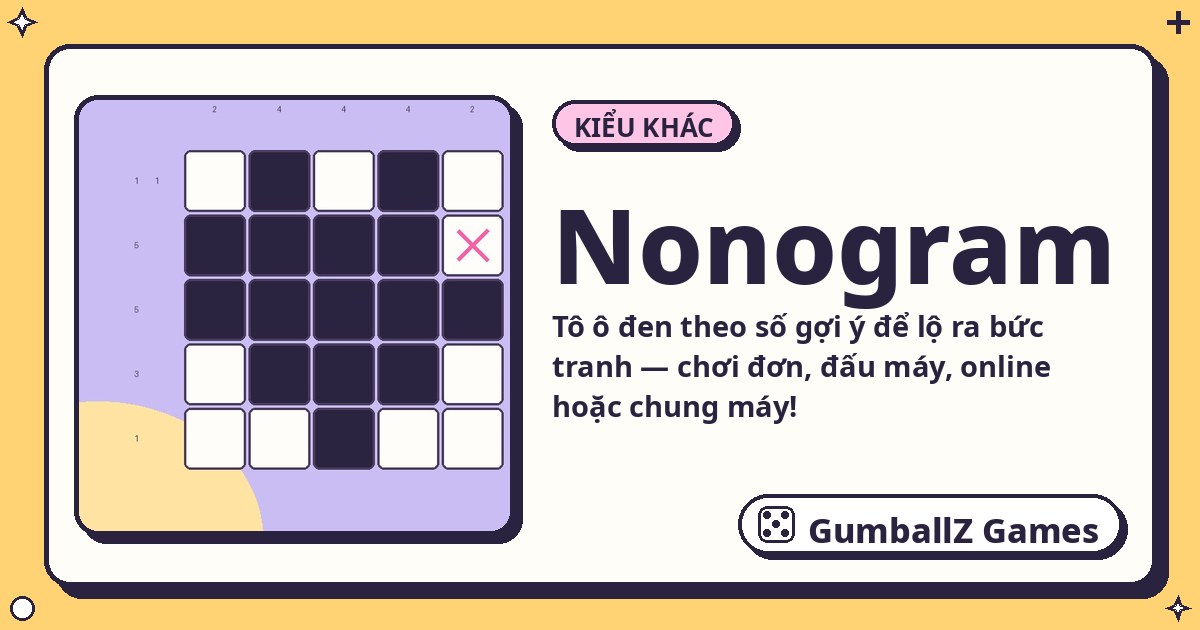 2 4 4 4 2
1 1
5
5
3
1
KIỂU KHÁC
Nonogram
Tô ô đen theo số gợi ý để lộ ra bức
tranh — chơi đơn, đấu máy, online
hoặc chung máy!
GumballZ Games